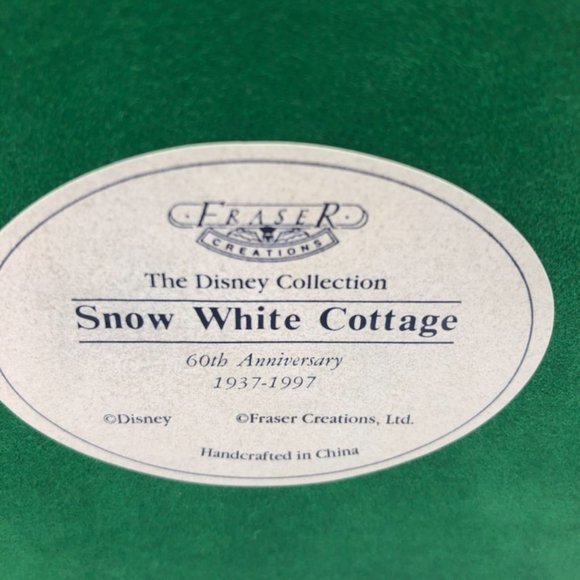 FRASER
CREATIONS
The Disney Collection
Snow White Cottage
60th Anniversary
1937-1997
©Disney ©Fraser Creations, Ltd.
Handcrafted in China